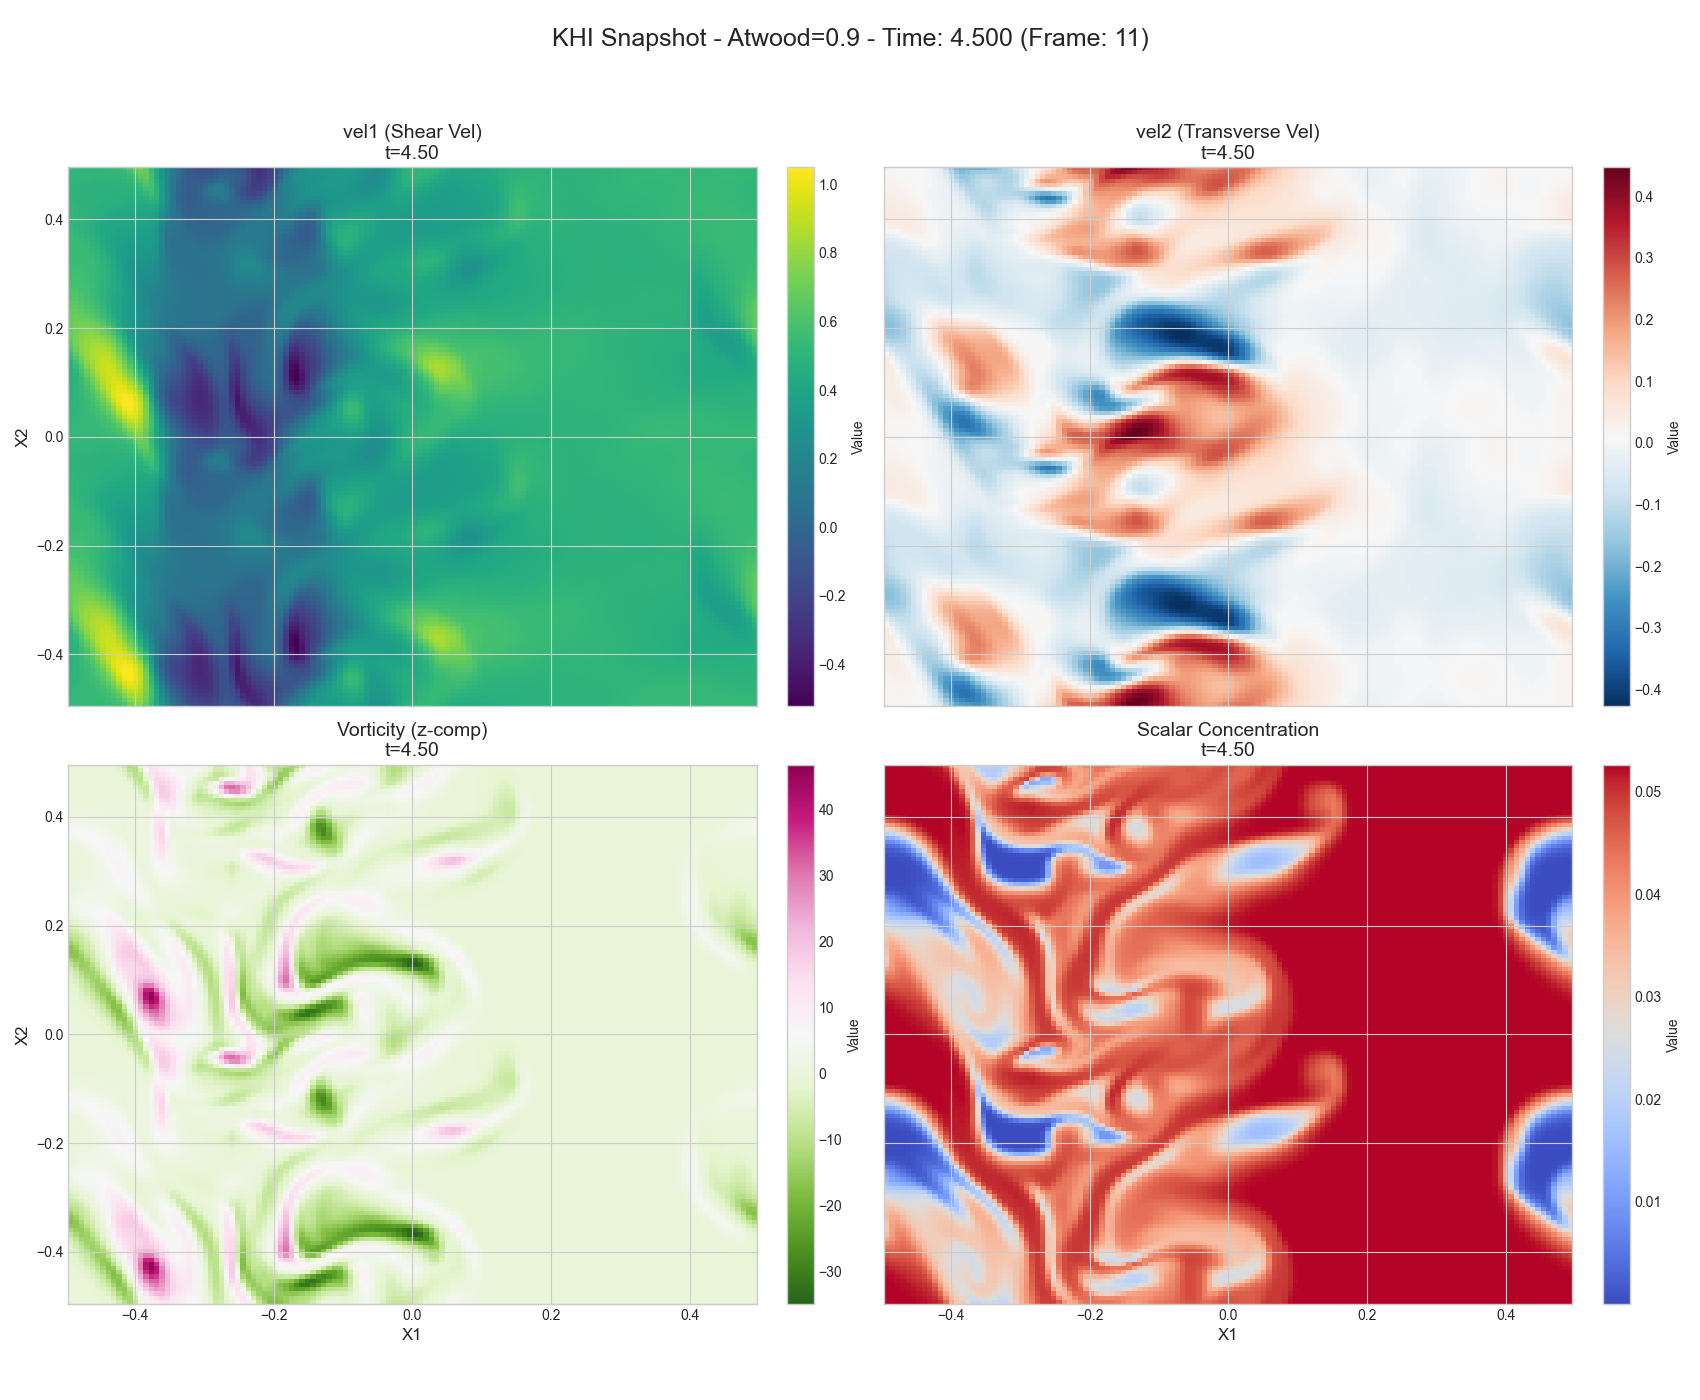 KHI Snapshot - Atwood=0.9 - Time: 4.500 (Frame: 11)
vel1 (Shear Vel)
t=4.50
X2
0.4
0.2
0.0
−0.2
−0.4
1.0
0.8
0.6
0.4
0.2
0.0
−0.2
−0.4
Value
vel2 (Transverse Vel)
t=4.50
0.4
0.3
0.2
0.1
0.0
−0.1
−0.2
−0.3
−0.4
Value
Vorticity (z-comp)
t=4.50
X2
0.4
0.2
0.0
−0.2
−0.4
−0.4
−0.2
0.0
0.2
0.4
X1
40
30
20
10
0
−10
−20
−30
Value
Scalar Concentration
t=4.50
−0.4
−0.2
0.0
0.2
0.4
X1
0.05
0.04
0.03
0.02
0.01
Value